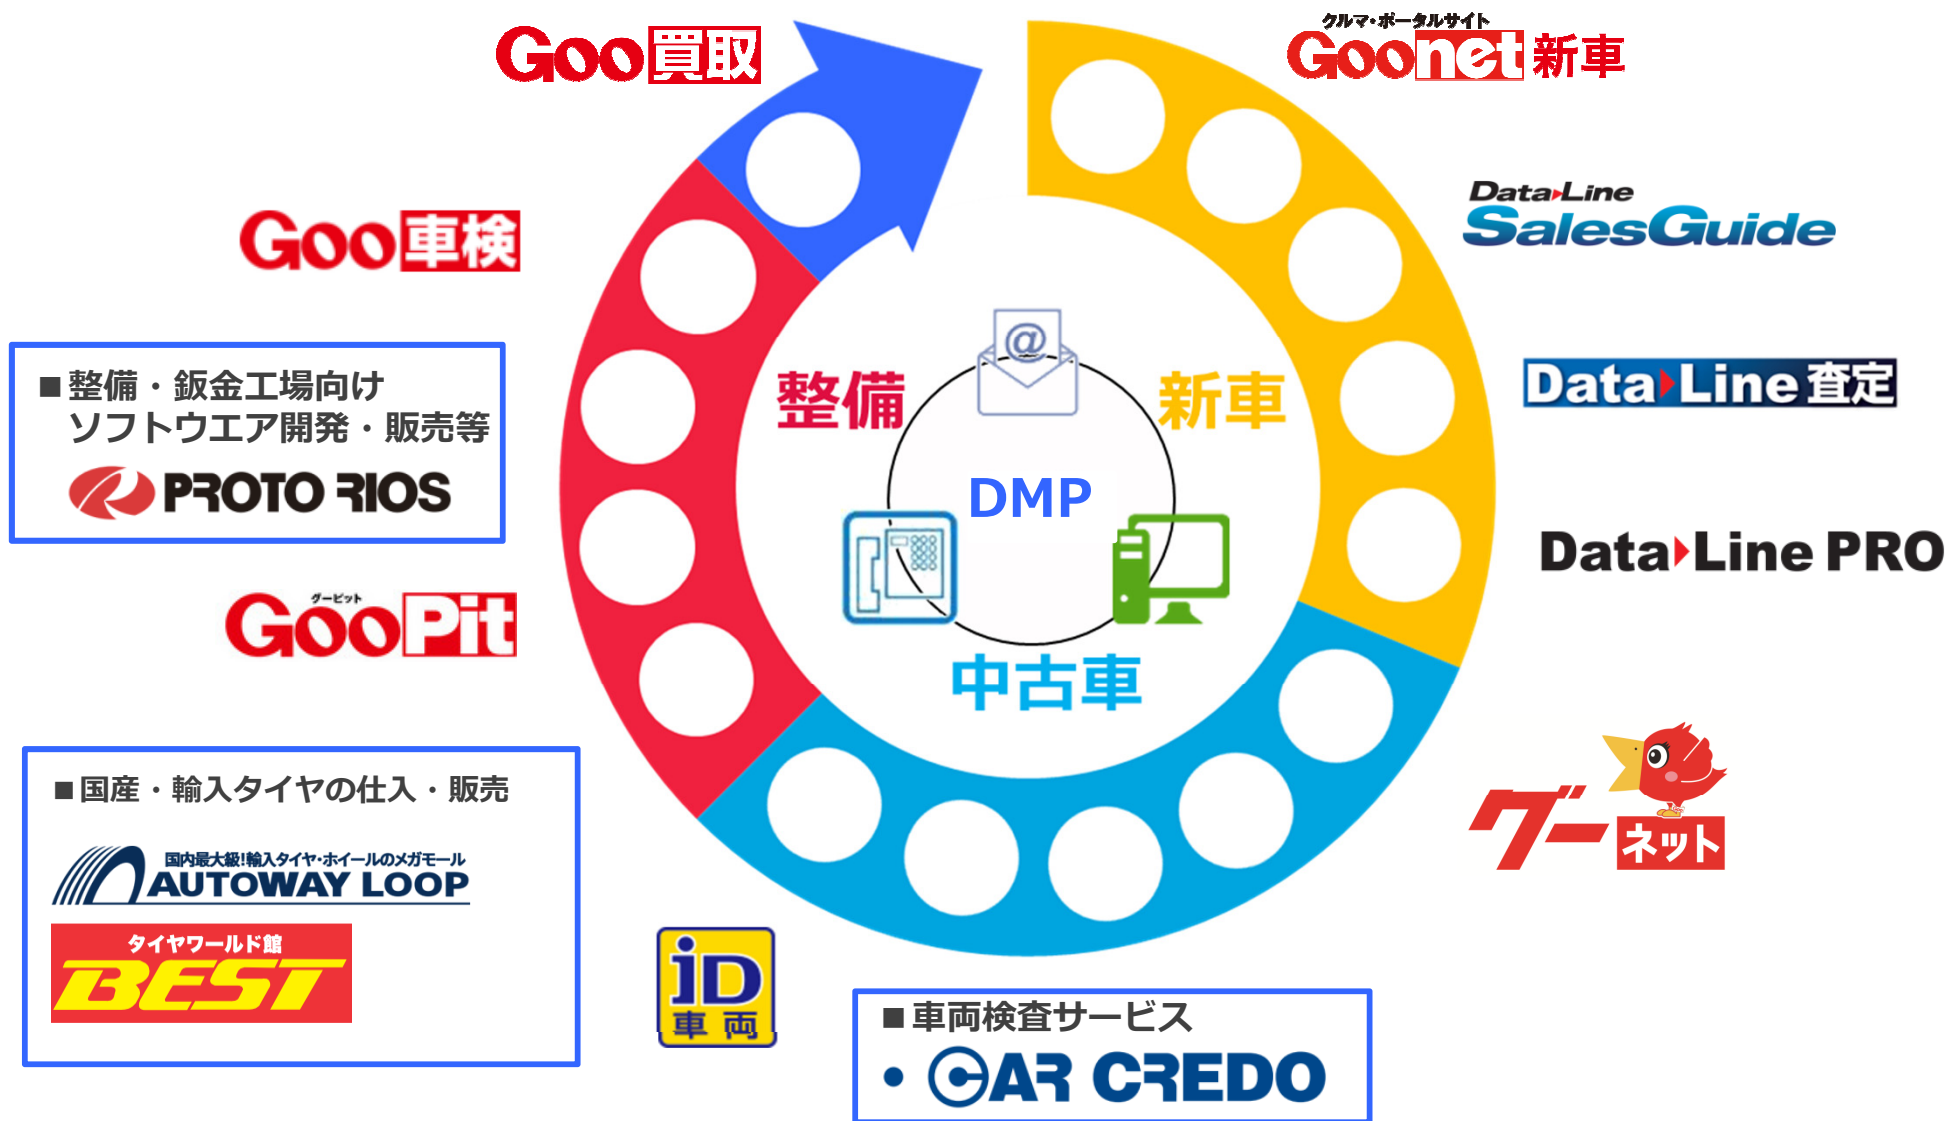 Goo買取
クルマ・ポータルサイト
Goonet新車
Goo車検
Data Line
SalesGuide
■整備・鈑金工場向け
ソフトウエア開発・販売等
PROTO RIOS
@
整備
新車
DMP
中古車
Data Line 査定
Data Line PRO
グーピット
GooPit
グー
ネット
■国産・輸入タイヤの仕入・販売
国内最大級!輸入タイヤ・ホイールのメガモール
AUTOWAY LOOP
タイヤワールド館
BEST
iD
車両
■車両検査サービス
• CAR CREDO